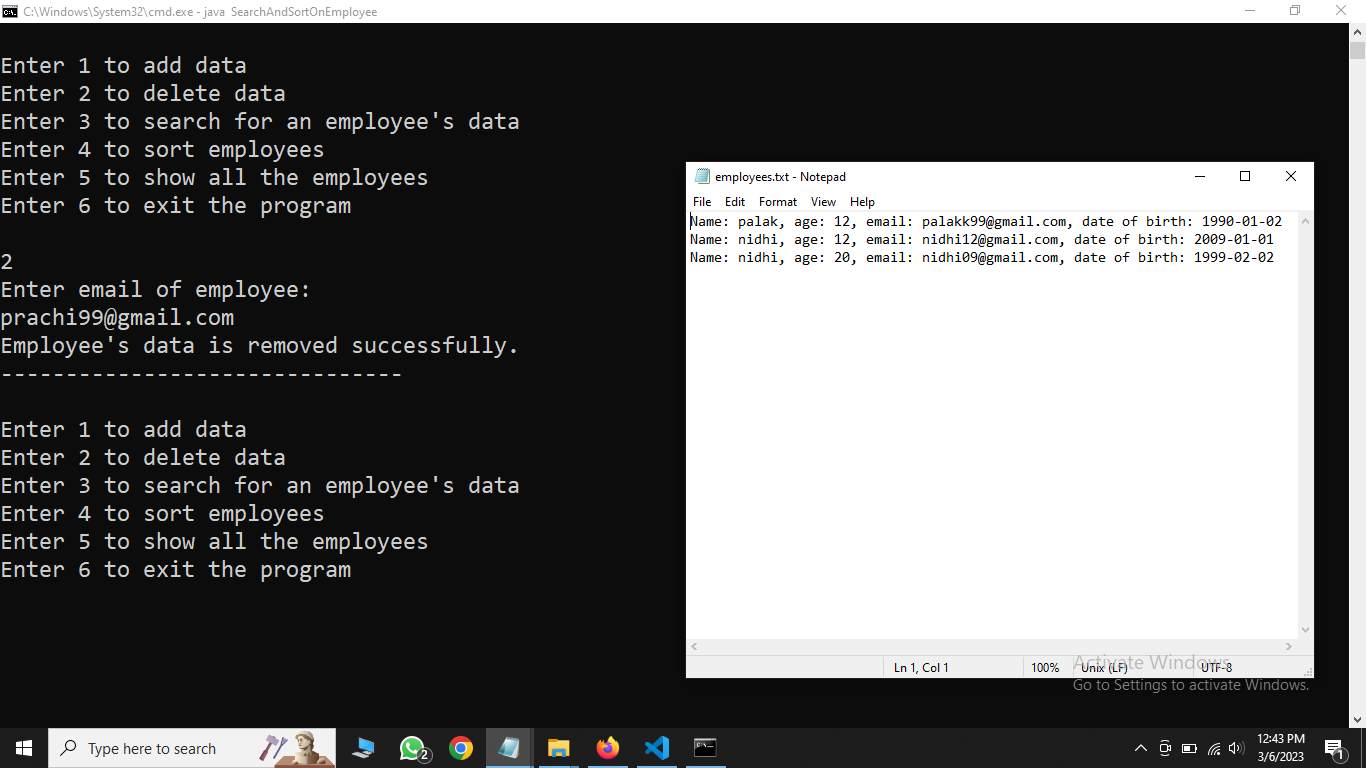 C:\Windows\System32\cmd.exe - java SearchAndSortOnEmployee
Enter 1 to add data
Enter 2 to delete data
Enter 3 to search for an employee's data
Enter 4 to sort employees
Enter 5 to show all the employees
Enter 6 to exit the program
2
Enter email of employee:
prachi99@gmail.com
Employee's data is removed successfully.
-------------------------------
Enter 1 to add data
Enter 2 to delete data
Enter 3 to search for an employee's data
Enter 4 to sort employees
Enter 5 to show all the employees
Enter 6 to exit the program
employees.txt - Notepad
File Edit Format View Help
Name: palak, age: 12, email: palakk99@gmail.com, date of birth: 1990-01-02
Name: nidhi, age: 12, email: nidhi12@gmail.com, date of birth: 2009-01-01
Name: nidhi, age: 20, email: nidhi09@gmail.com, date of birth: 1999-02-02
Ln 1, Col 1 100% Unix (LF) UTF-8
Activate Windows
Go to Settings to activate Windows.
Type here to search
2
12:43 PM
3/6/2023
1